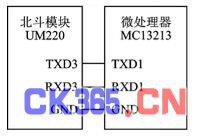 北斗模块
UM220
微处理器
MC13213
TXD3
TXD1
RXD3
RXD1
GND
GND
CK365.CN